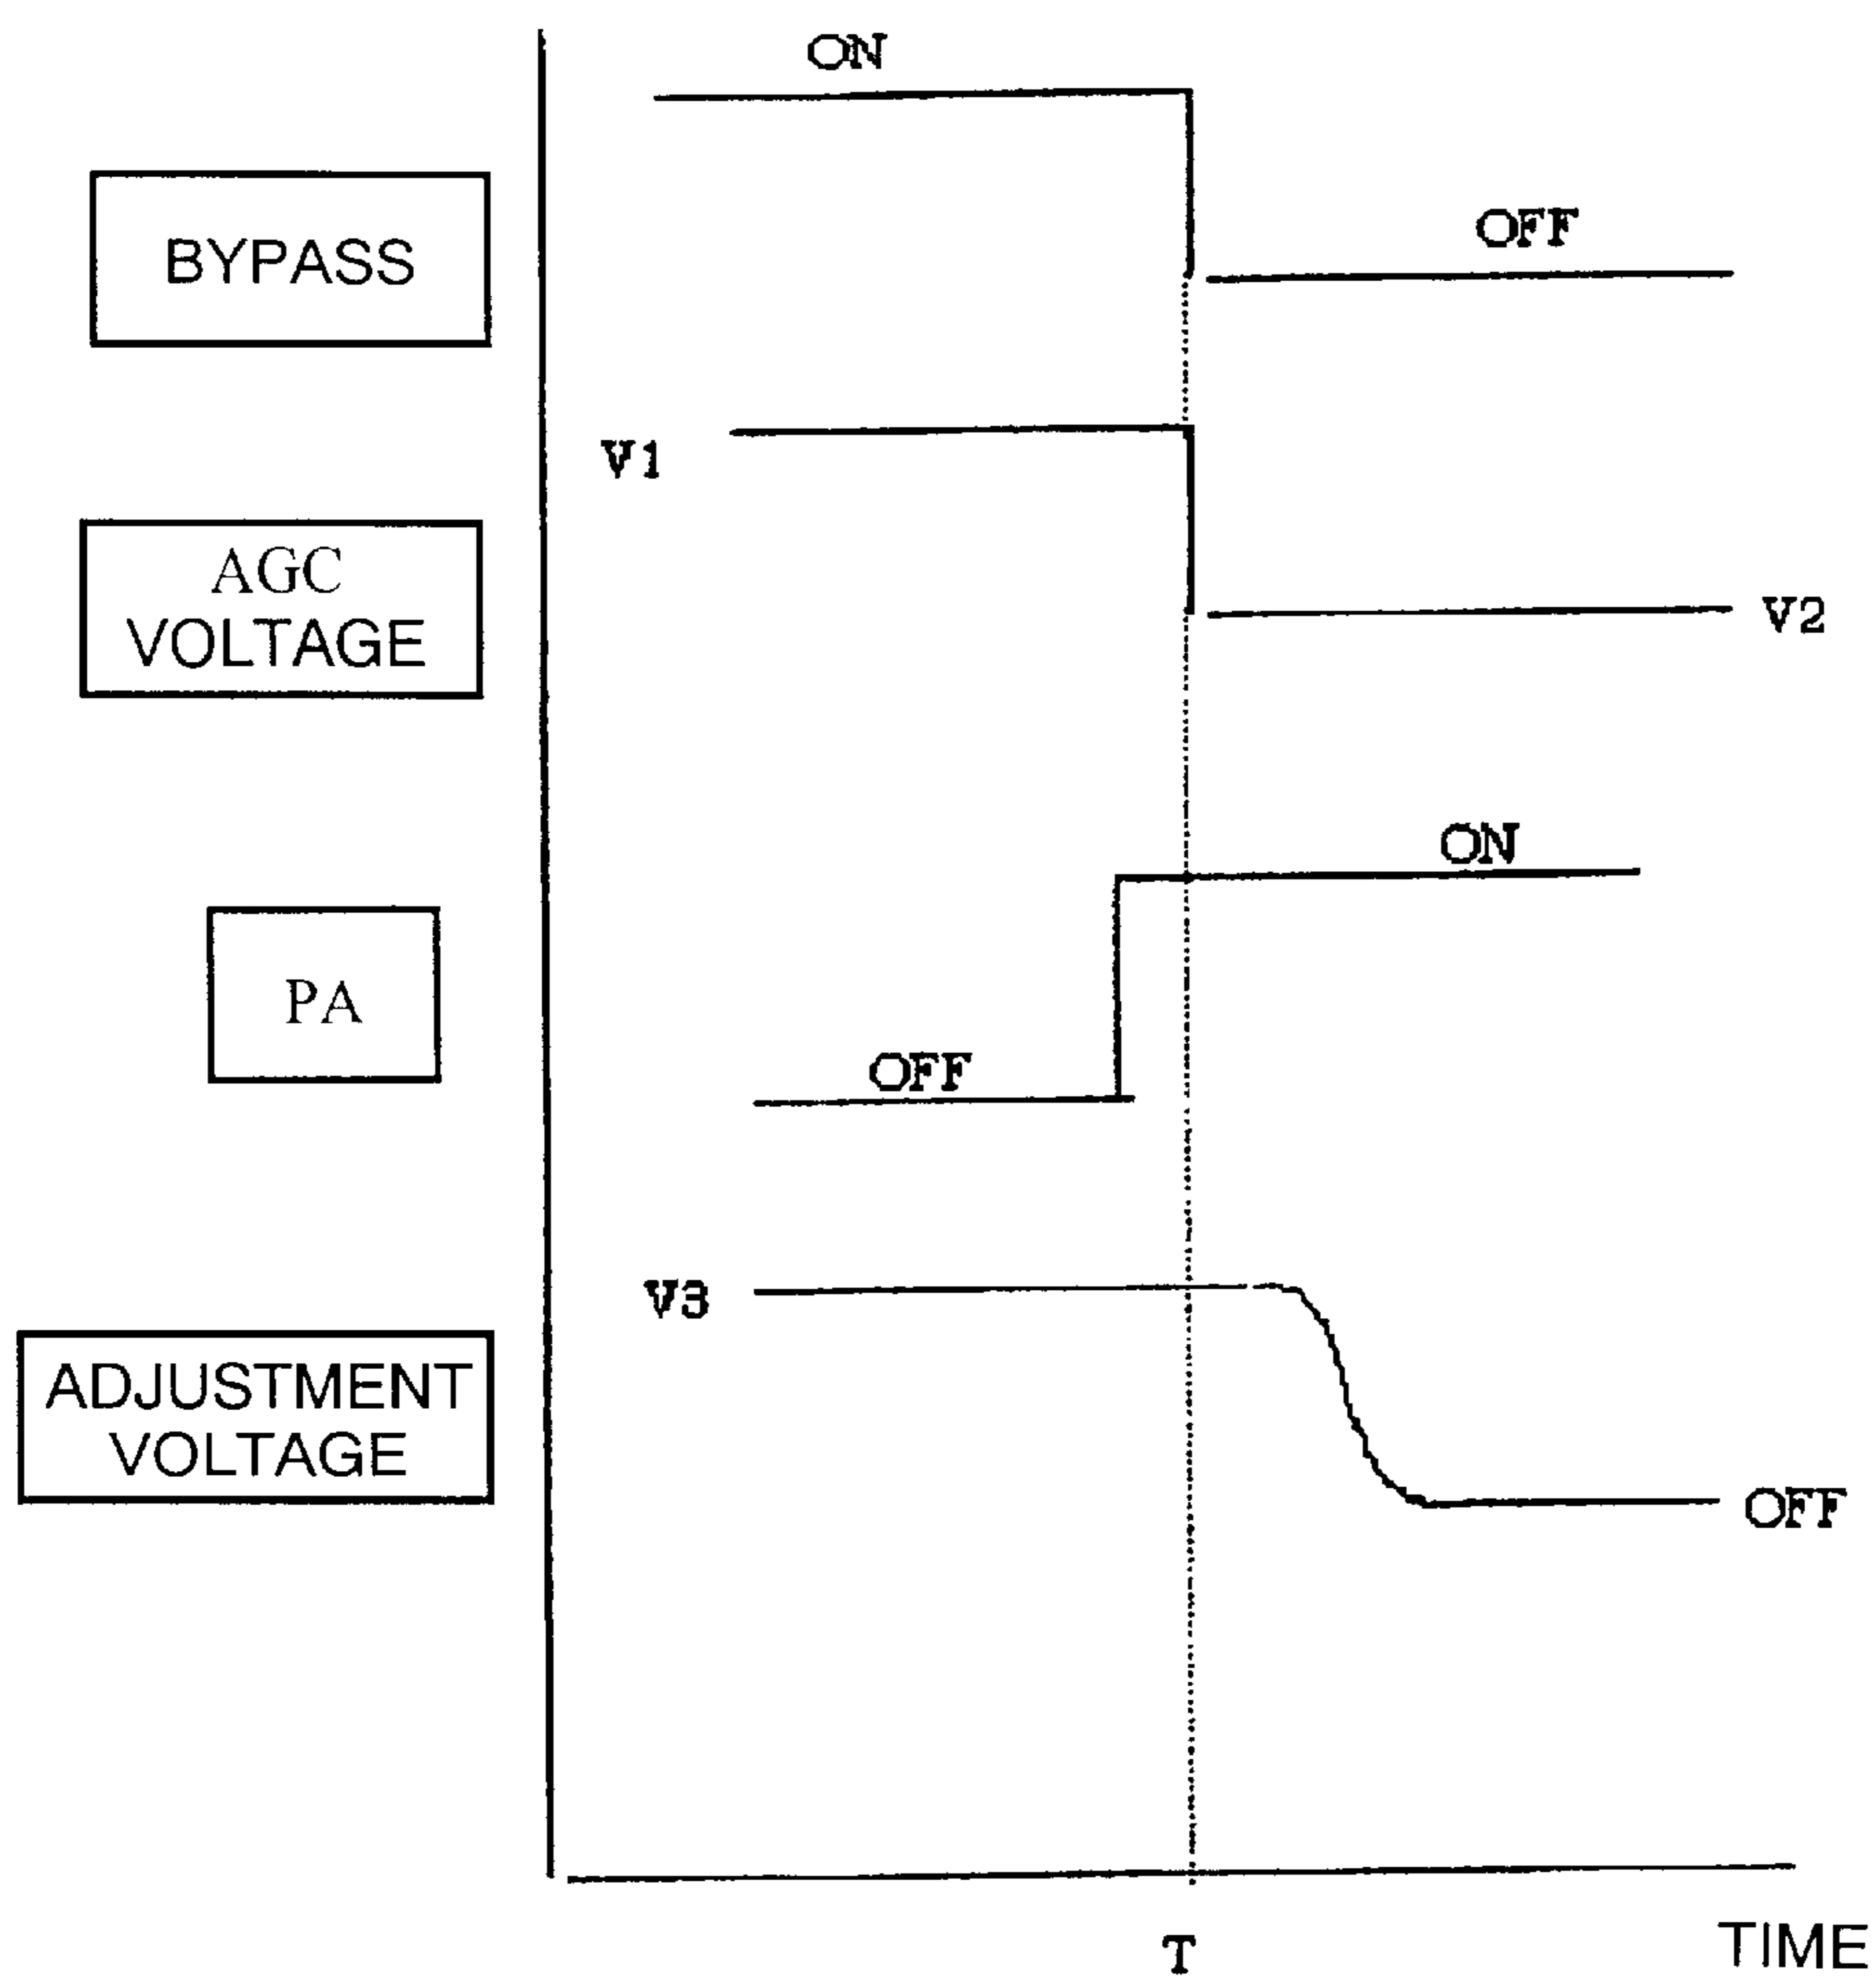 ON
BYPASS
OFF
V1
AGC
VOLTAGE
V2
ON
PA
OFF
V3
ADJUSTMENT
VOLTAGE
OFF
T
TIME